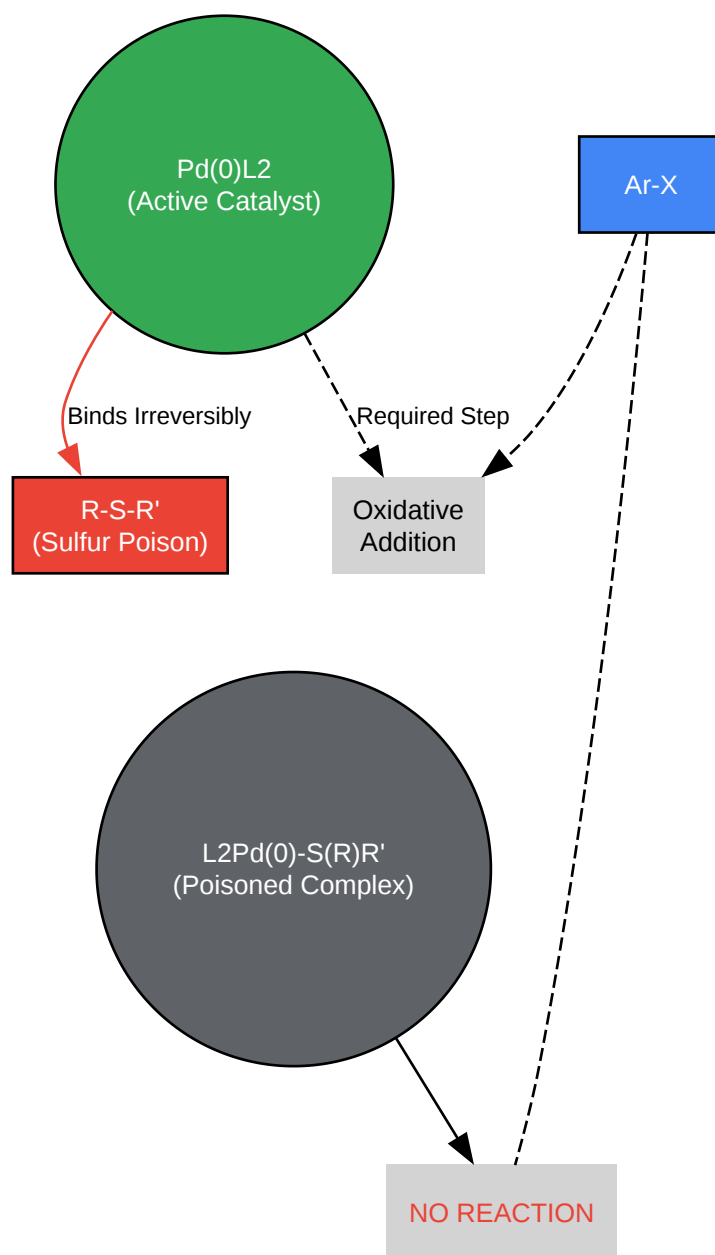 Pd(0)L2
(Active Catalyst)
Ar-X
Binds Irreversibly
Required Step
R-S-R'
(Sulfur Poison)
Oxidative
Addition
L2Pd(0)-S(R)R'
(Poisoned Complex)
NO REACTION